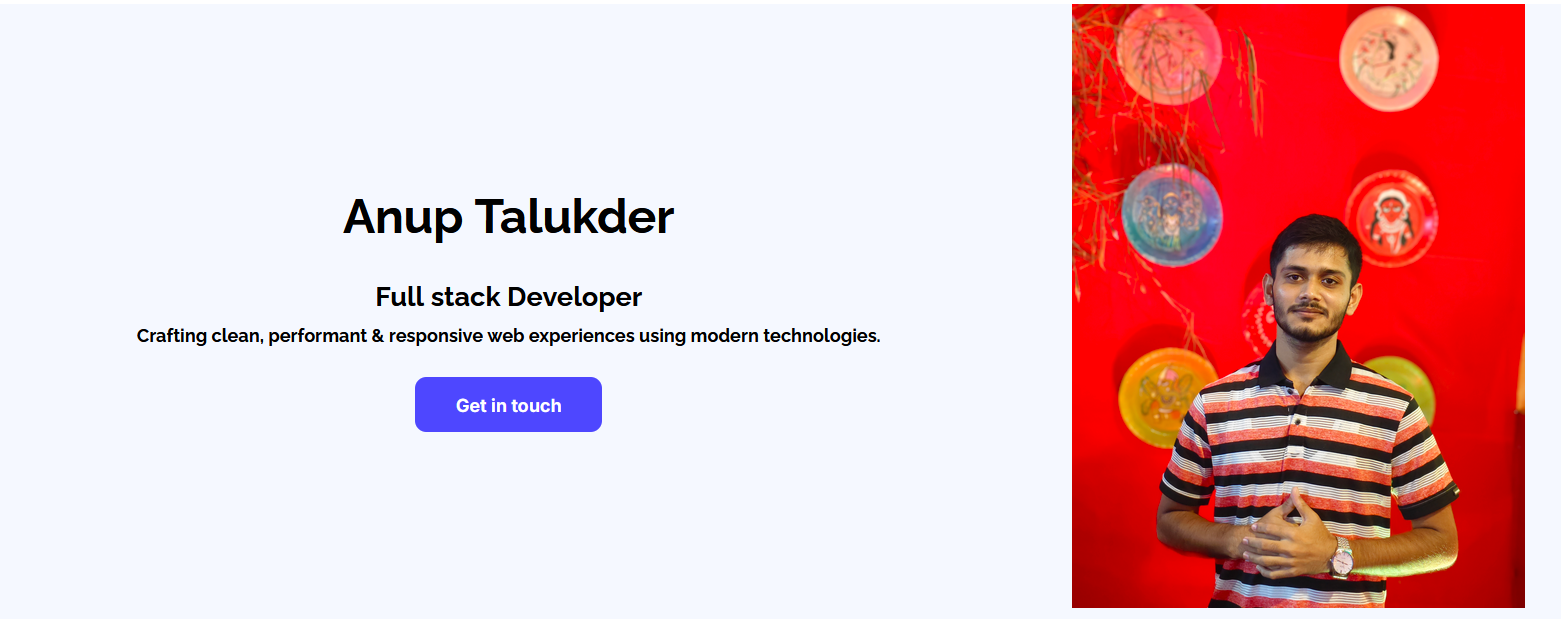 Anup Talukder
Full stack Developer
Crafting clean, performant & responsive web experiences using modern technologies.
Get in touch